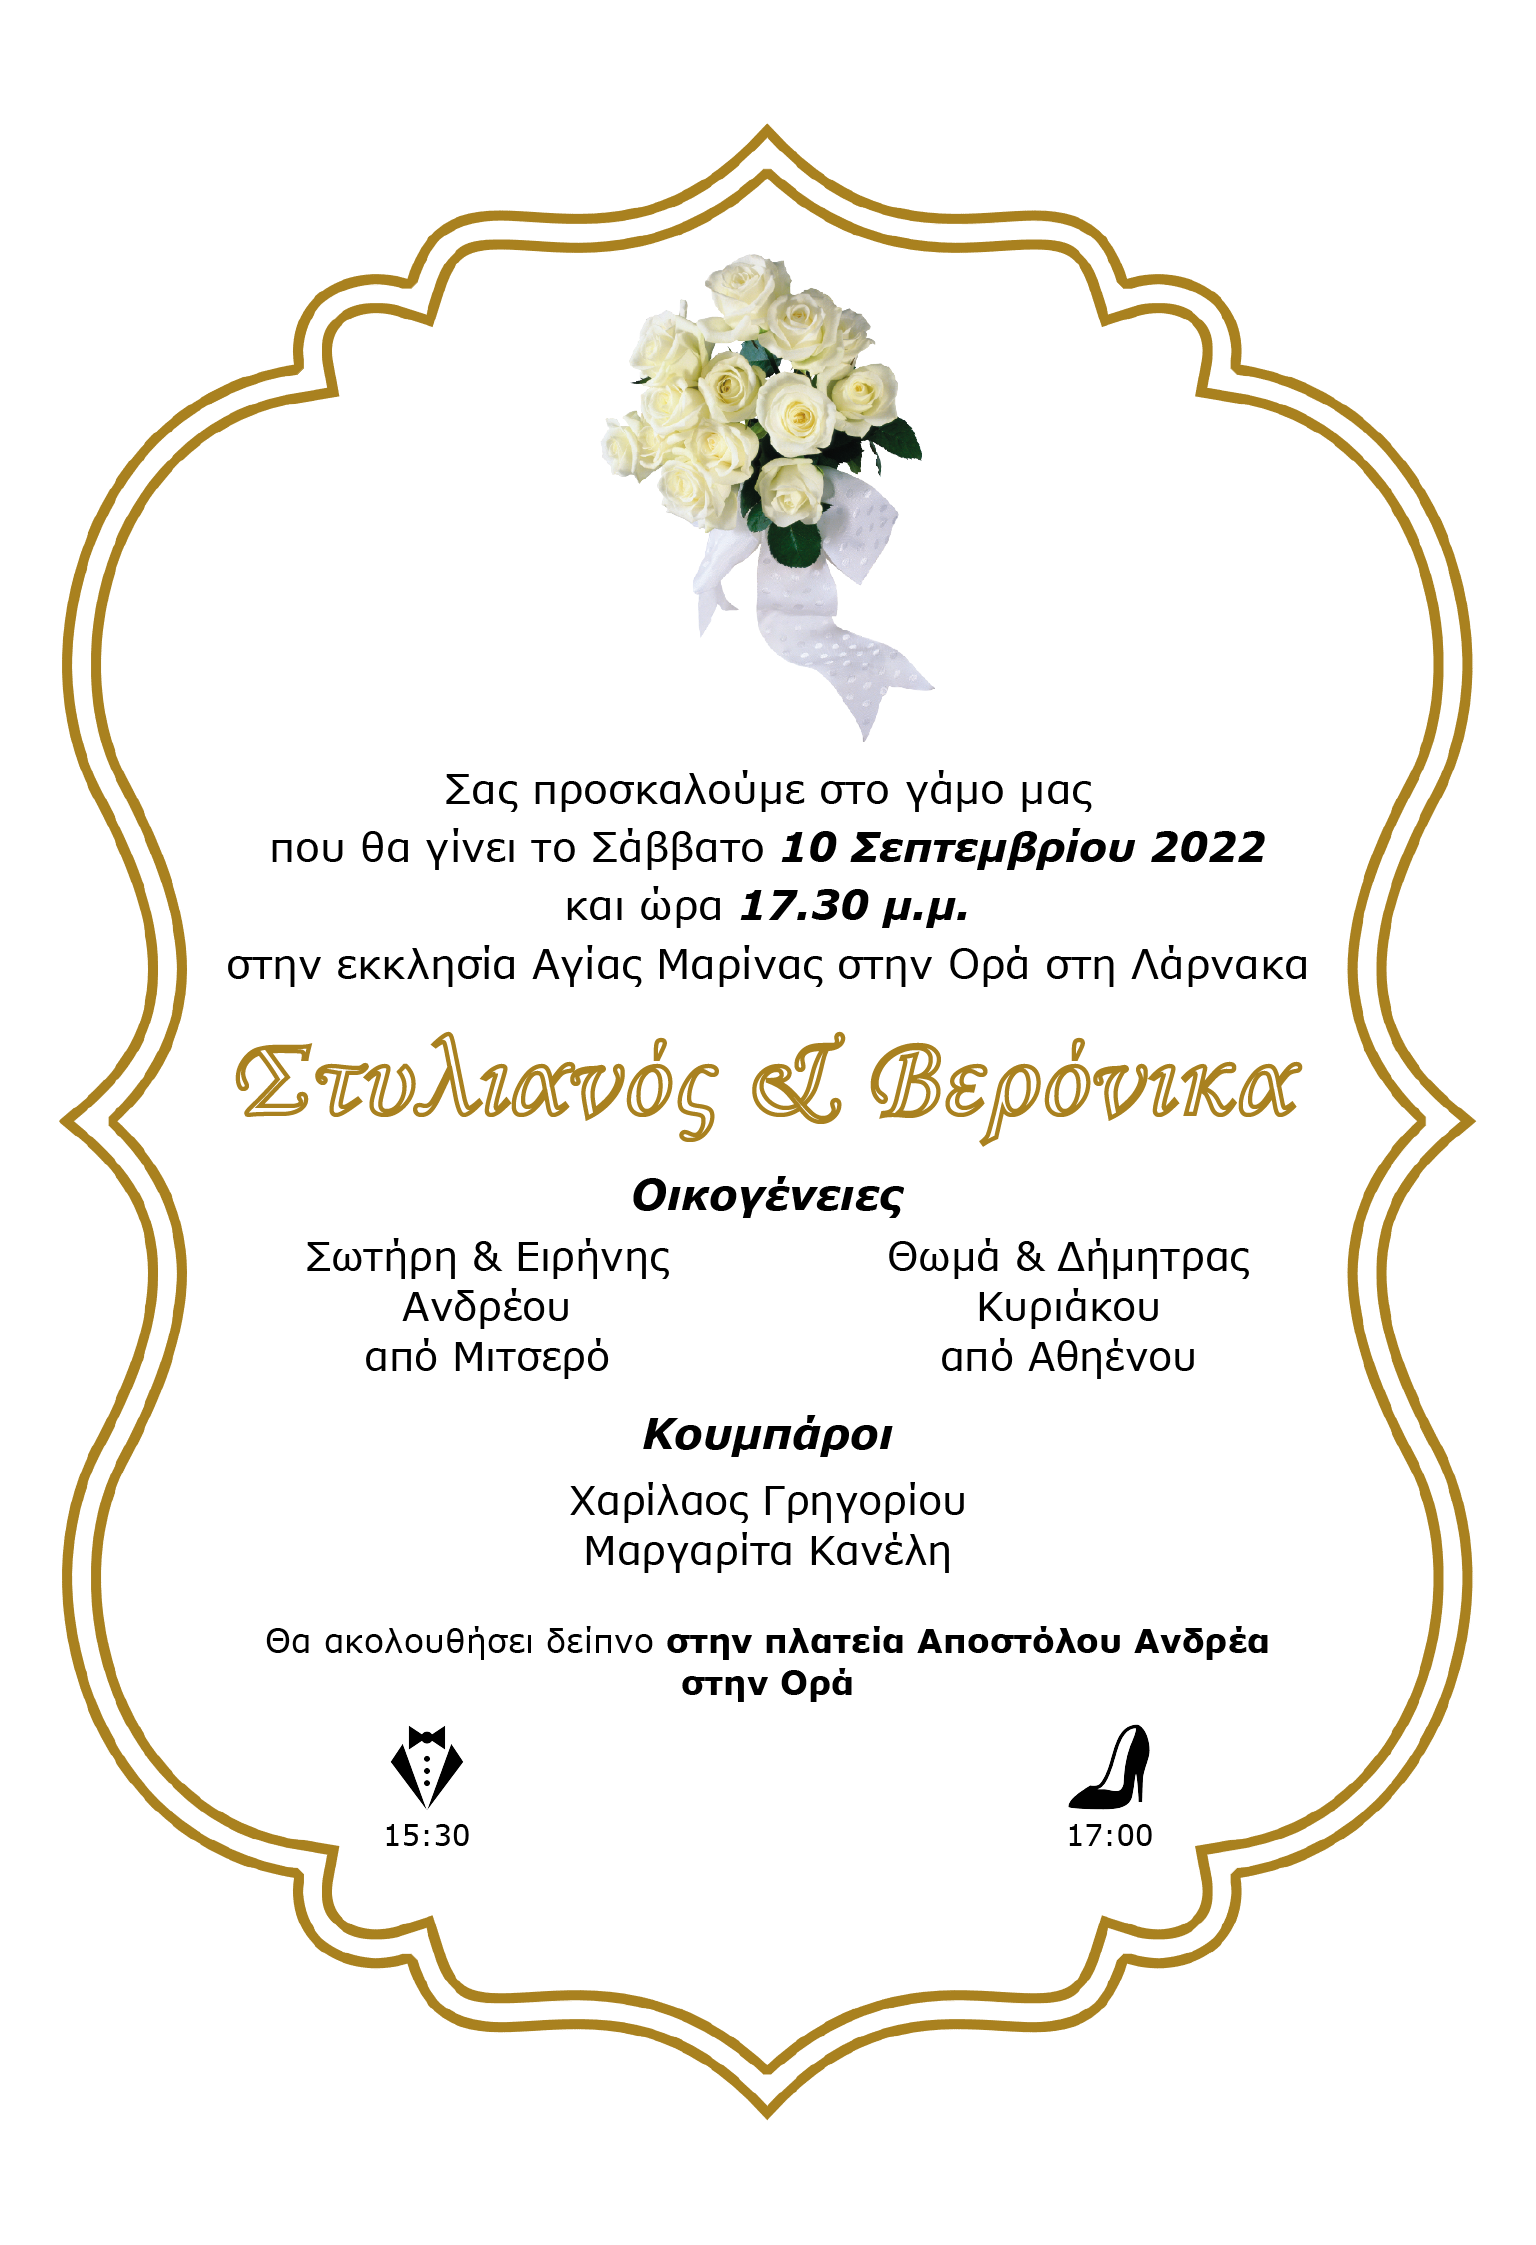 Σας προσκαλούμε στο γάμο μας
που θα γίνει το Σάββατο 10 Σεπτεμβρίου 2022
και ώρα 17.30 μ.μ.
στην εκκλησία Αγίας Μαρίνας στην Ορά στη Λάρνακα
Στυλιανός & Βερόνικα
Οικογένειες
Σωτήρη & Ειρήνης
Ανδρέου
από Μιτσερό
Θωμά & Δήμητρας
Κυριάκου
από Αθηένου
Κουμπάροι
Χαρίλαος Γρηγορίου
Μαργαρίτα Κανέλη
Θα ακολουθήσει δείπνο στην πλατεία Αποστόλου Ανδρέα
στην Ορά
15:30
17:00